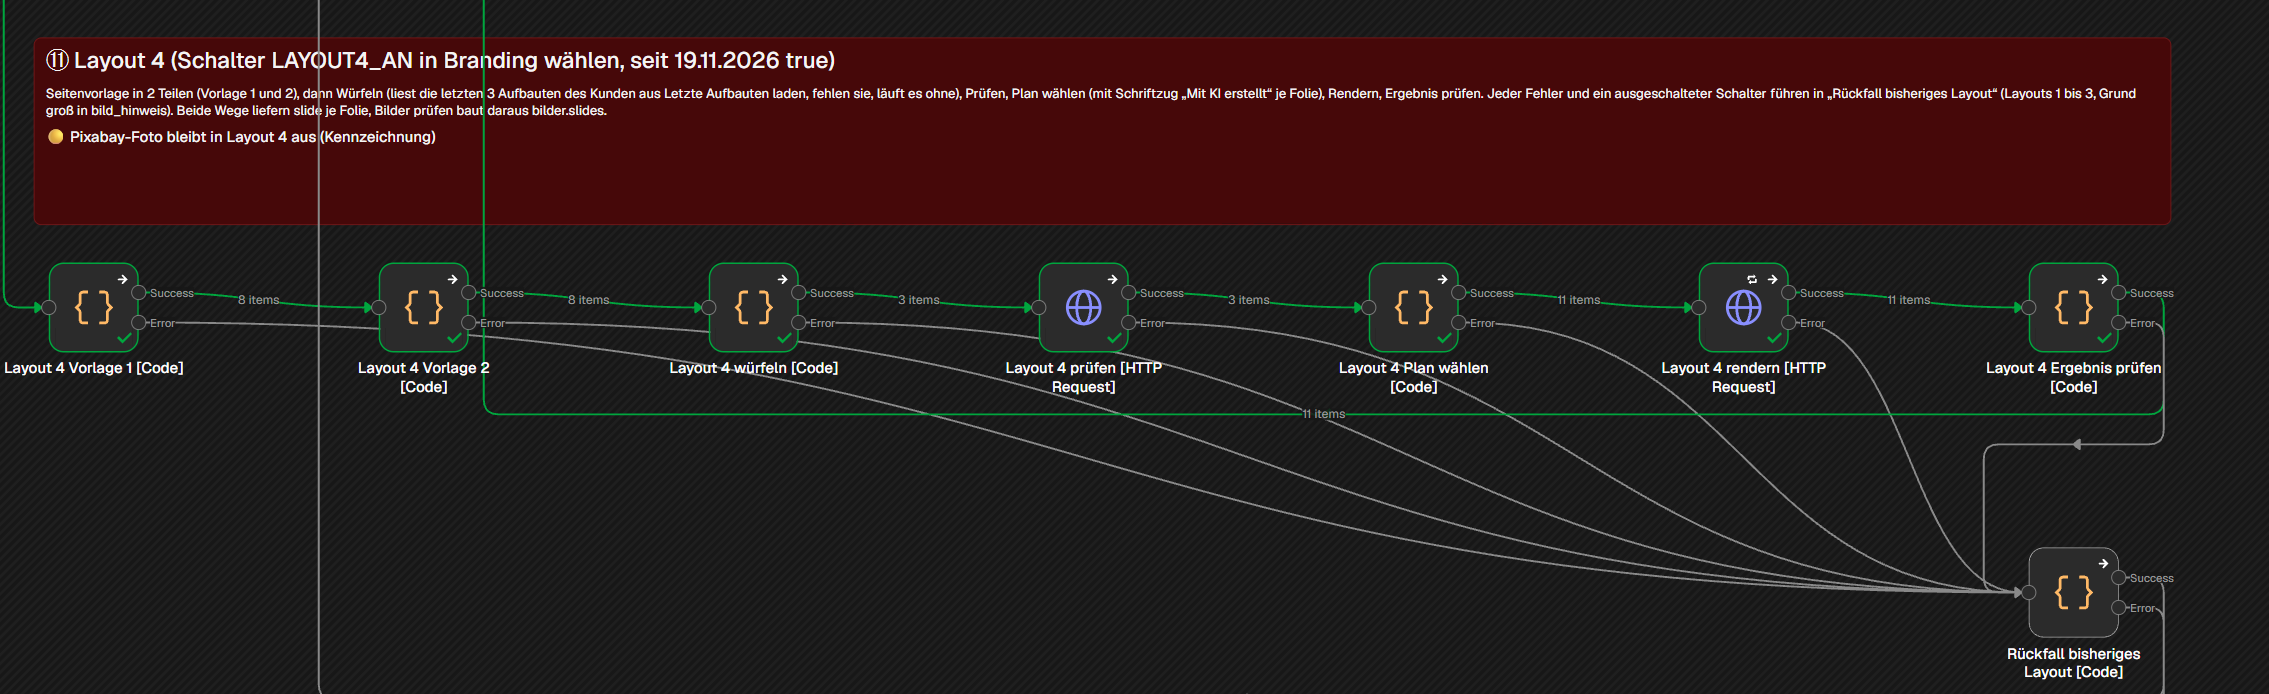 ⑪ Layout 4 (Schalter LAYOUT4_AN in Branding wählen, seit 19.11.2026 true)
Seitenvorlage in 2 Teilen (Vorlage 1 und 2), dann Würfeln (liest die letzten 3 Aufbauten des Kunden aus Letzte Aufbauten laden, fehlen sie, läuft es ohne), Prüfen, Plan wählen (mit Schriftzug „Mit KI erstellt“ je Folie), Rendern, Ergebnis prüfen. Jeder Fehler und ein ausgeschalteter Schalter führen in „Rückfall bisheriges Layout“ (Layouts 1 bis 3, Grund
groß in bild_hinweis). Beide Wege liefern slide je Folie, Bilder prüfen baut daraus bilder.slides.
🟡 Pixabay-Foto bleibt in Layout 4 aus (Kennzeichnung)
Success
8 items
Success
8 items
Success
3 items
Success
3 items
Success
11 items
Success
11 items
Success
Error
Error
Error
Error
Error
Error
Error
Layout 4 Vorlage 1 [Code]
Layout 4 Vorlage 2
[Code]
Layout 4 würfeln [Code]
Layout 4 prüfen [HTTP
Request]
Layout 4 Plan wählen
[Code]
Layout 4 rendern [HTTP
Request]
Layout 4 Ergebnis prüfen
[Code]
11 items
Success
Error
Rückfall bisheriges
Layout [Code]